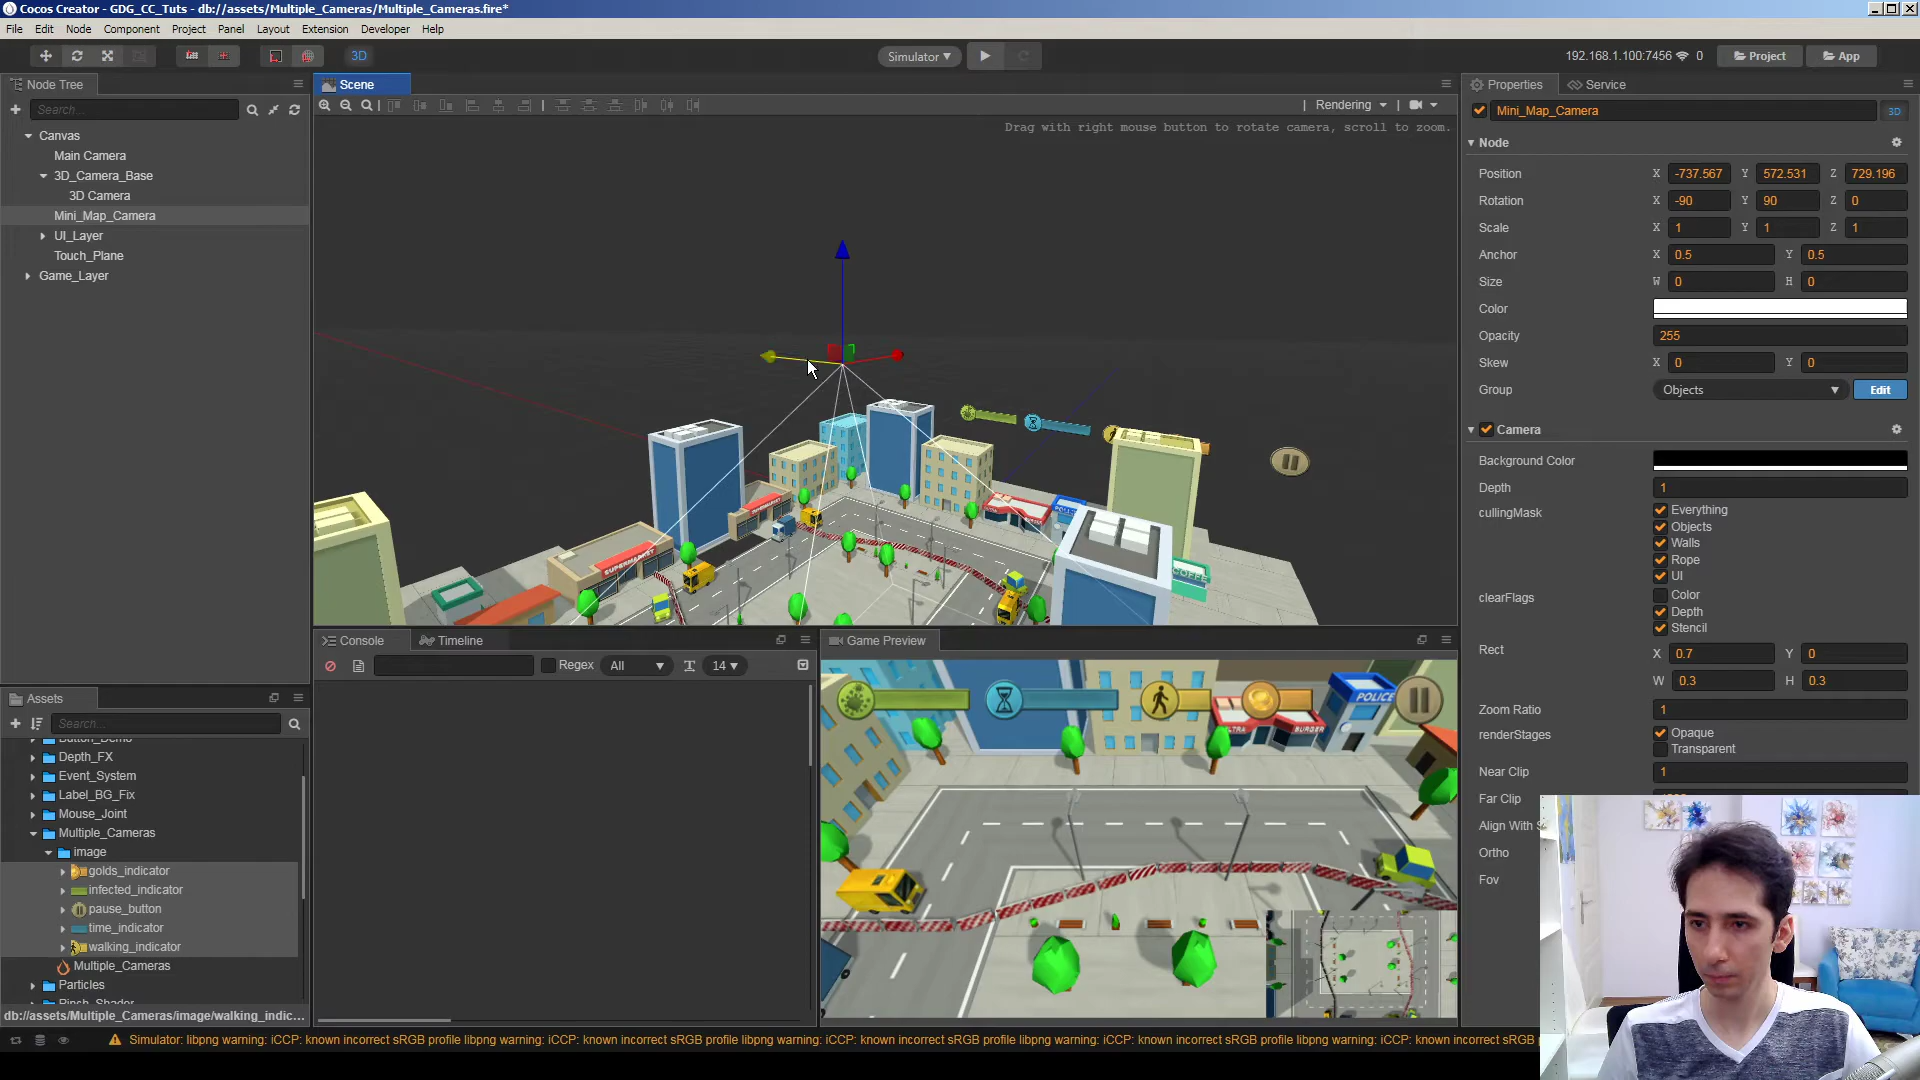 Cocos Creator - GDG_CC_Tuts - db://assets/Multiple_Cameras/Multiple_Cameras.fire*
File Edit Node Component Project Panel Layout Extension Developer Help
3D Simulator 192.168.1.100:7456 0 Project App
Node Tree
Search...
Canvas
Main Camera
3D_Camera_Base
3D Camera
Mini_Map_Camera
UI_Layer
Touch_Plane
Game_Layer
Scene
Rendering
Drag with right mouse button to rotate camera, scroll to zoom.
SUPERMARKET
COFFE
Assets
Search...
Button_Demo
Depth_FX
Event_System
Label_BG_Fix
Mouse_Joint
Multiple_Cameras
image
golds_indicator
infected_indicator
pause_button
time_indicator
walking_indicator
Multiple_Cameras
Particles
Pinch_Shader
db://assets/Multiple_Cameras/image/walking_indic...
Console Timeline
Regex All 14
Game Preview
POLICE
BURGER
Properties Service
Mini_Map_Camera 3D
Node
Position X -737.567 Y 572.531 Z 729.196
Rotation X -90 Y 90 Z 0
Scale X 1 Y 1 Z 1
Anchor X 0.5 Y 0.5
Size W 0 H 0
Color
Opacity 255
Skew X 0 Y 0
Group Objects Edit
Camera
Background Color
Depth 1
cullingMask Everything
Objects
Walls
Rope
UI
clearFlags Color
Depth
Stencil
Rect X 0.7 Y 0
W 0.3 H 0.3
Zoom Ratio 1
renderStages Opaque
Transparent
Near Clip 1
Far Clip
Align With S
Ortho
Fov
Simulator: libpng warning: iCCP: known incorrect sRGB profile libpng warning: iCCP: known incorrect sRGB profile libpng warning: iCCP: known incorrect sRGB profile libpng warning: iCCP: known incorrect sRGB